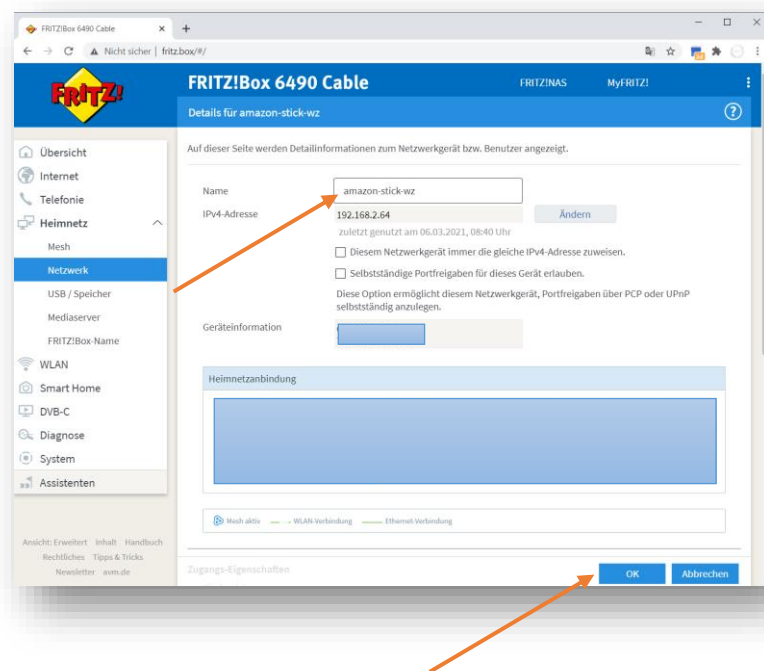 FRITZ!Box 6490 Cable
Nicht sicher | fritz.box/#/
FRITZ!
FRITZ!Box 6490 Cable
FRITZ!NAS
MyFRITZ!
Details für amazon-stick-wz
Übersicht
Internet
Telefonie
Heimnetz
Mesh
Netzwerk
USB / Speicher
Mediaserver
FRITZ!Box-Name
WLAN
Smart Home
DVB-C
Diagnose
System
Assistenten
Ansicht: Erweitert Inhalt Handbuch
Rechtliches Tipps & Tricks
Newsletter avm.de
Auf dieser Seite werden Detailinformationen zum Netzwerkgerät bzw. Benutzer angezeigt.
Name
amazon-stick-wz
IPv4-Adresse
192.168.2.64
Ändern
zuletzt genutzt am 06.03.2021, 08:40 Uhr
Diesem Netzwerkgerät immer die gleiche IPv4-Adresse zuweisen.
Selbstständige Portfreigaben für dieses Gerät erlauben.
Diese Option ermöglicht diesem Netzwerkgerät, Portfreigaben über PCP oder UPnP
selbstständig anzulegen.
Geräteinformation
Heimnetzanbindung
Mesh aktiv
WLAN-Verbindung
Ethernet-Verbindung
Zugangs-Eigenschaften
OK
Abbrechen